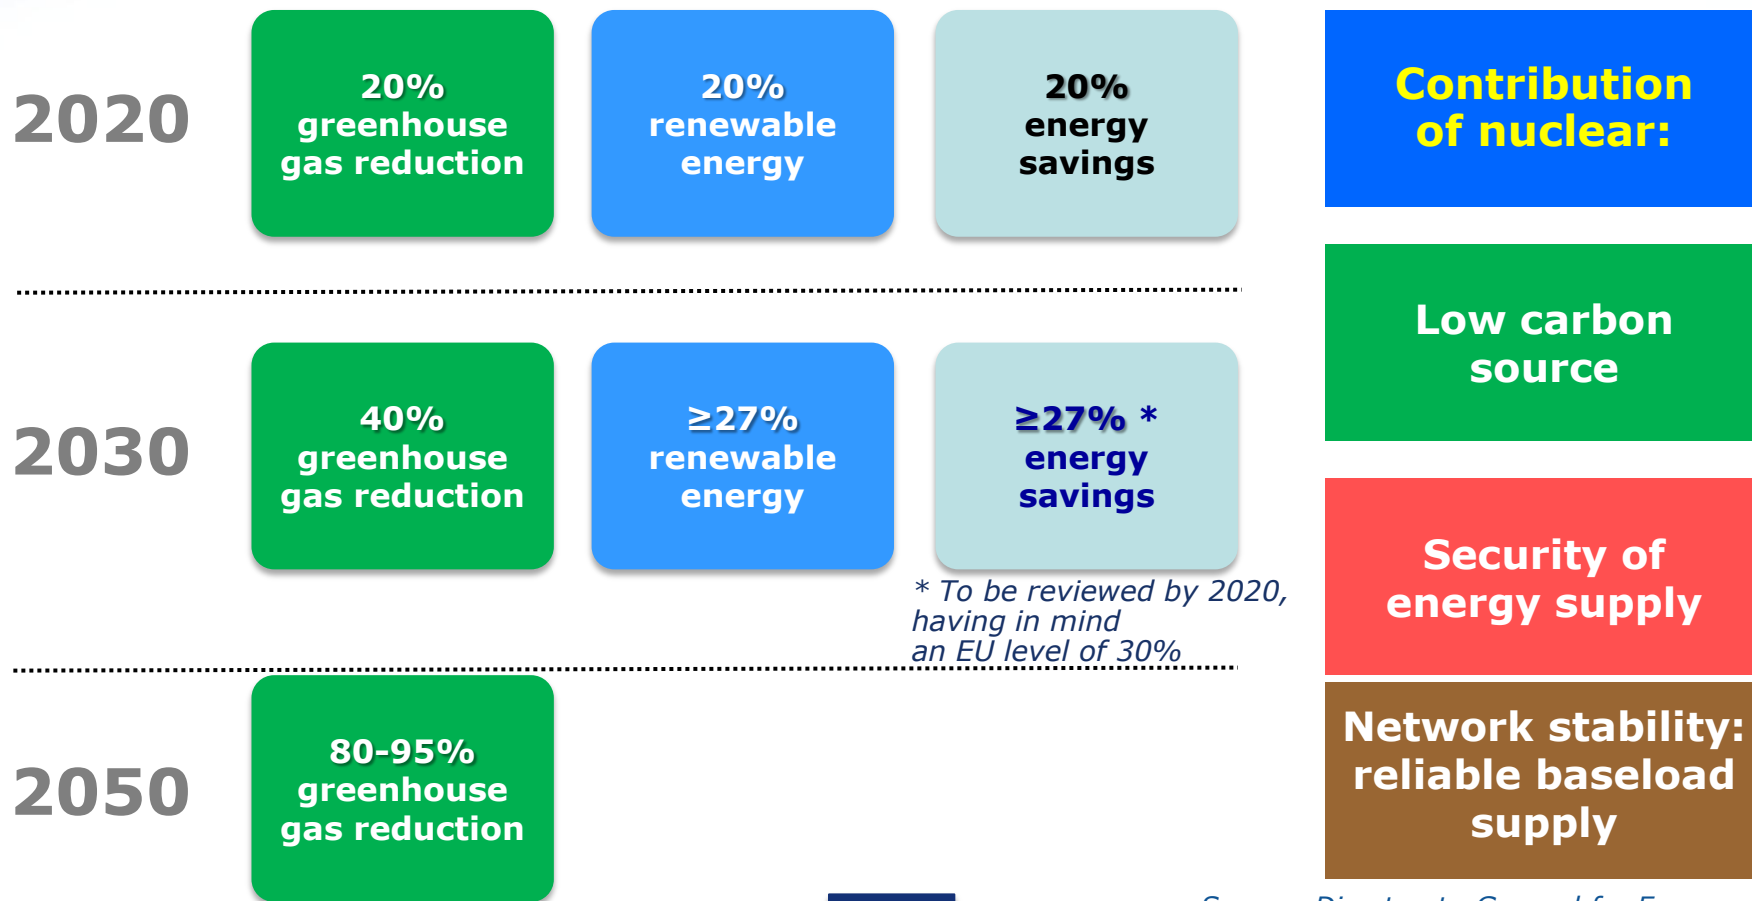 2020
20%
greenhouse
gas reduction
20%
renewable
energy
20%
energy
savings
2030
40%
greenhouse
gas reduction
≥27%
renewable
energy
≥27% *
energy
savings
* To be reviewed by 2020,
having in mind
an EU level of 30%
2050
80–95%
greenhouse
gas reduction
Contribution
of nuclear:
Low carbon
source
Security of
energy supply
Network stability:
reliable baseload
supply